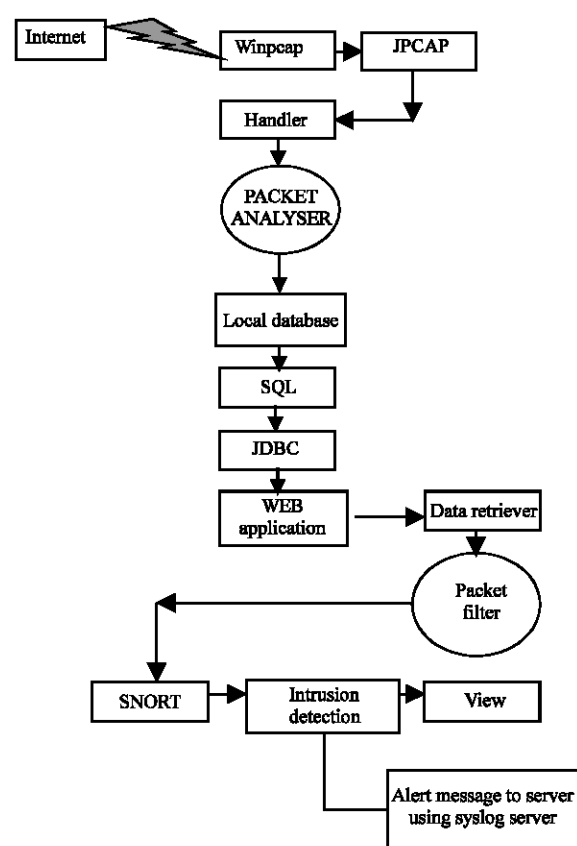 Internet
Winpcap
JPCAP
Handler
PACKET
ANALYSER
Local database
SQL
JDBC
WEB
application
Data retriever
Packet
filter
SNORT
Intrusion
detection
View
Alert message to server
using syslog server